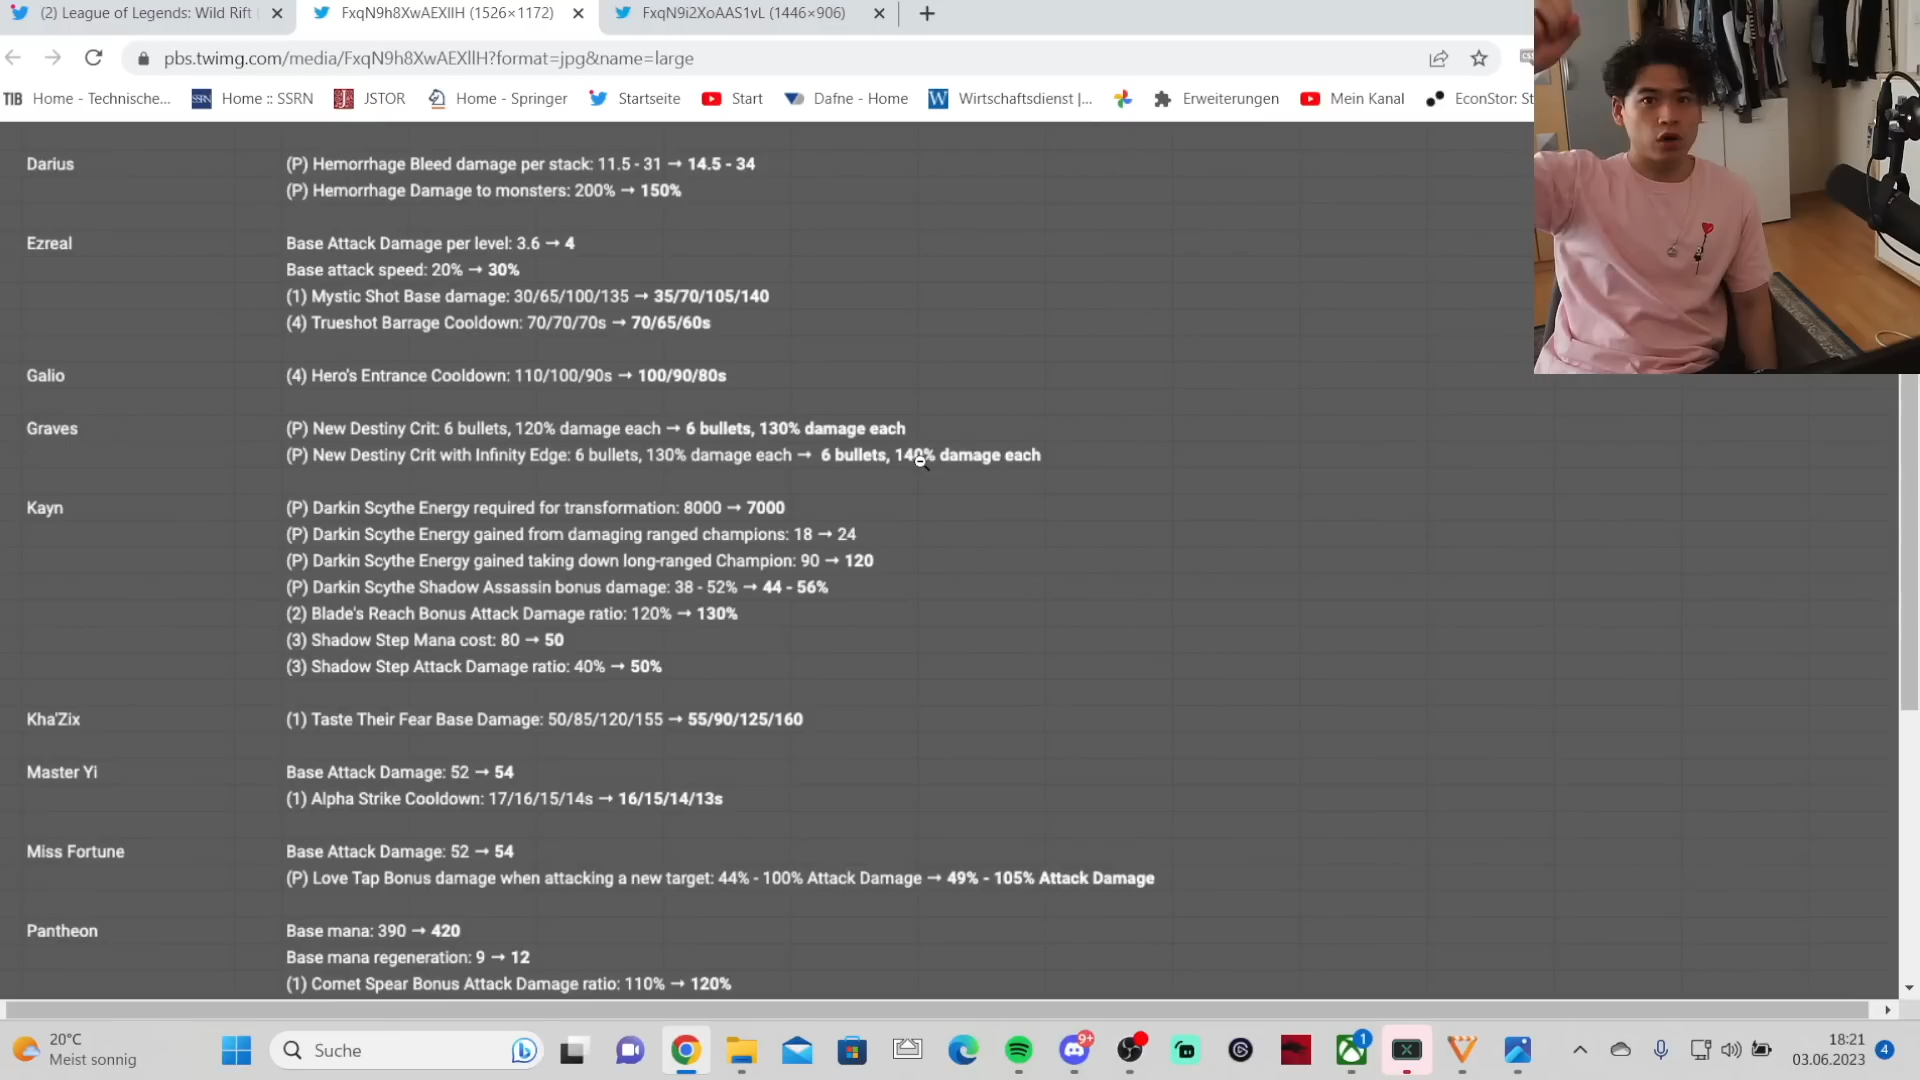 (2) League of Legends: Wild Rift
FxqN9h8XwAEXIlH (1526×1172)
FxqN9i2XoAAS1vL (1446×906)
pbs.twimg.com/media/FxqN9h8XwAEXllH?format=jpg&name=large
TIB Home - Technische...
SSRN Home :: SSRN
JSTOR
Home - Springer
Startseite
Start
Dafne - Home
W Wirtschaftsdienst |...
Erweiterungen
Mein Kanal
EconStor: St
Darius (P) Hemorrhage Bleed damage per stack: 11.5 - 31 → 14.5 - 34
(P) Hemorrhage Damage to monsters: 200% → 150%
Ezreal Base Attack Damage per level: 3.6 → 4
Base attack speed: 20% → 30%
(1) Mystic Shot Base damage: 30/65/100/135 → 35/70/105/140
(4) Trueshot Barrage Cooldown: 70/70/70s → 70/65/60s
Galio (4) Hero's Entrance Cooldown: 110/100/90s → 100/90/80s
Graves (P) New Destiny Crit: 6 bullets, 120% damage each → 6 bullets, 130% damage each
(P) New Destiny Crit with Infinity Edge: 6 bullets, 130% damage each → 6 bullets, 140% damage each
Kayn (P) Darkin Scythe Energy required for transformation: 8000 → 7000
(P) Darkin Scythe Energy gained from damaging ranged champions: 18 → 24
(P) Darkin Scythe Energy gained taking down long-ranged Champion: 90 → 120
(P) Darkin Scythe Shadow Assassin bonus damage: 38 - 52% → 44 - 56%
(2) Blade's Reach Bonus Attack Damage ratio: 120% → 130%
(3) Shadow Step Mana cost: 80 → 50
(3) Shadow Step Attack Damage ratio: 40% → 50%
Kha'Zix (1) Taste Their Fear Base Damage: 50/85/120/155 → 55/90/125/160
Master Yi Base Attack Damage: 52 → 54
(1) Alpha Strike Cooldown: 17/16/15/14s → 16/15/14/13s
Miss Fortune Base Attack Damage: 52 → 54
(P) Love Tap Bonus damage when attacking a new target: 44% - 100% Attack Damage → 49% - 105% Attack Damage
Pantheon Base mana: 390 → 420
Base mana regeneration: 9 → 12
(1) Comet Spear Bonus Attack Damage ratio: 110% → 120%
20°C
Meist sonnig
Suche
9+
1
18:21
03.06.2023
4